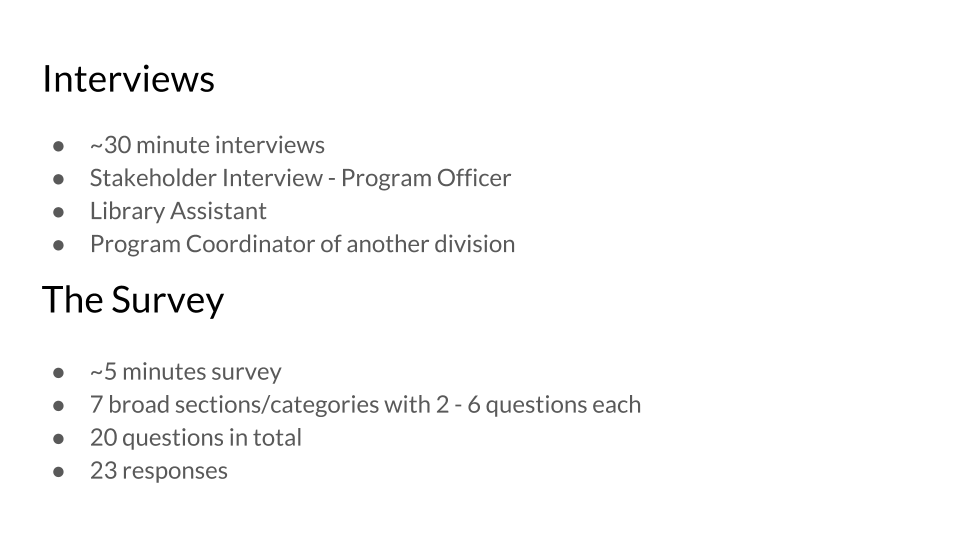 Interviews
● ~30 minute interviews
● Stakeholder Interview - Program Officer
● Library Assistant
● Program Coordinator of another division
The Survey
● ~5 minutes survey
● 7 broad sections/categories with 2 - 6 questions each
● 20 questions in total
● 23 responses